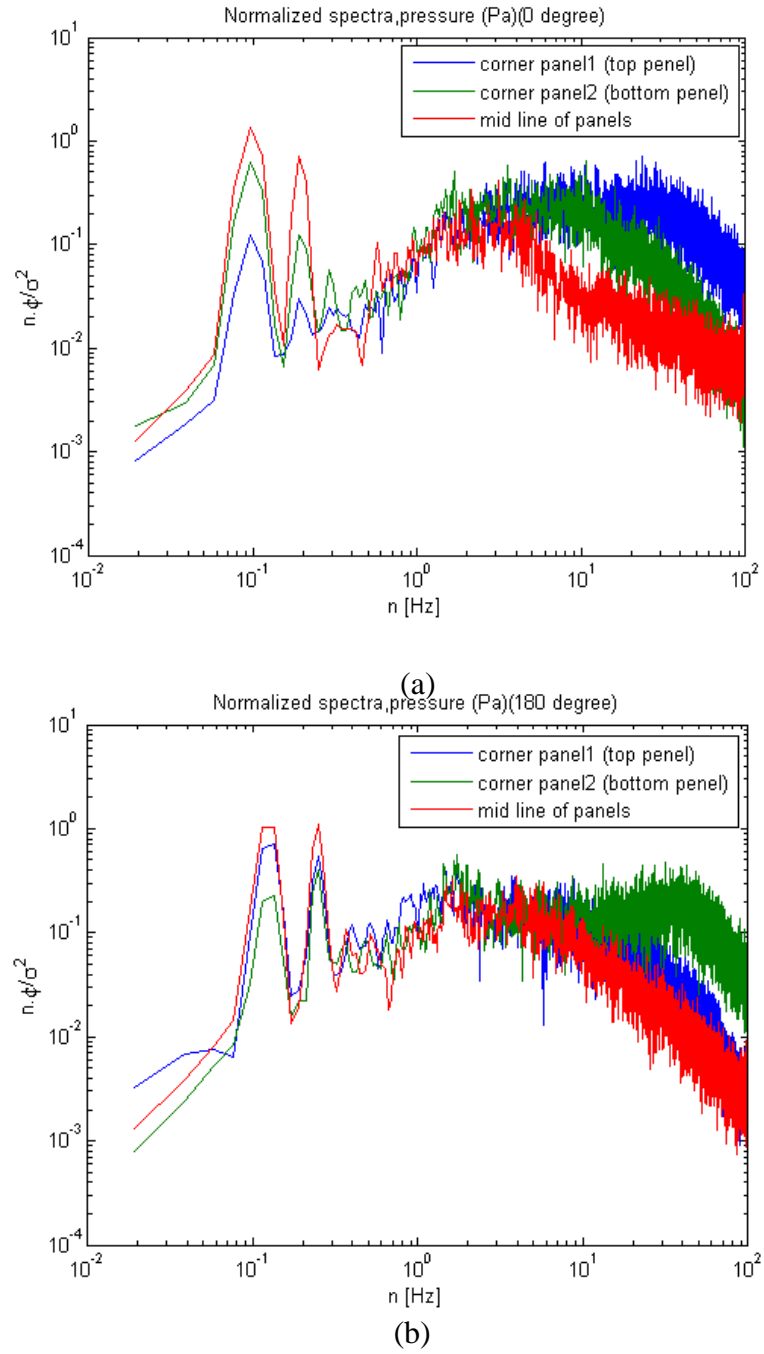 Normalized spectra,pressure (Pa)(0 degree)
10^1
10^0
10^-1
10^-2
10^-3
10^-4
n.ϕ/σ^2
corner panel1 (top penel)
corner panel2 (bottom penel)
mid line of panels
10^-2
10^-1
10^0
10^1
10^2
n [Hz]
(a)
Normalized spectra,pressure (Pa)(180 degree)
10^1
10^0
10^-1
10^-2
10^-3
10^-4
n.ϕ/σ^2
corner panel1 (top penel)
corner panel2 (bottom penel)
mid line of panels
10^-2
10^-1
10^0
10^1
10^2
n [Hz]
(b)